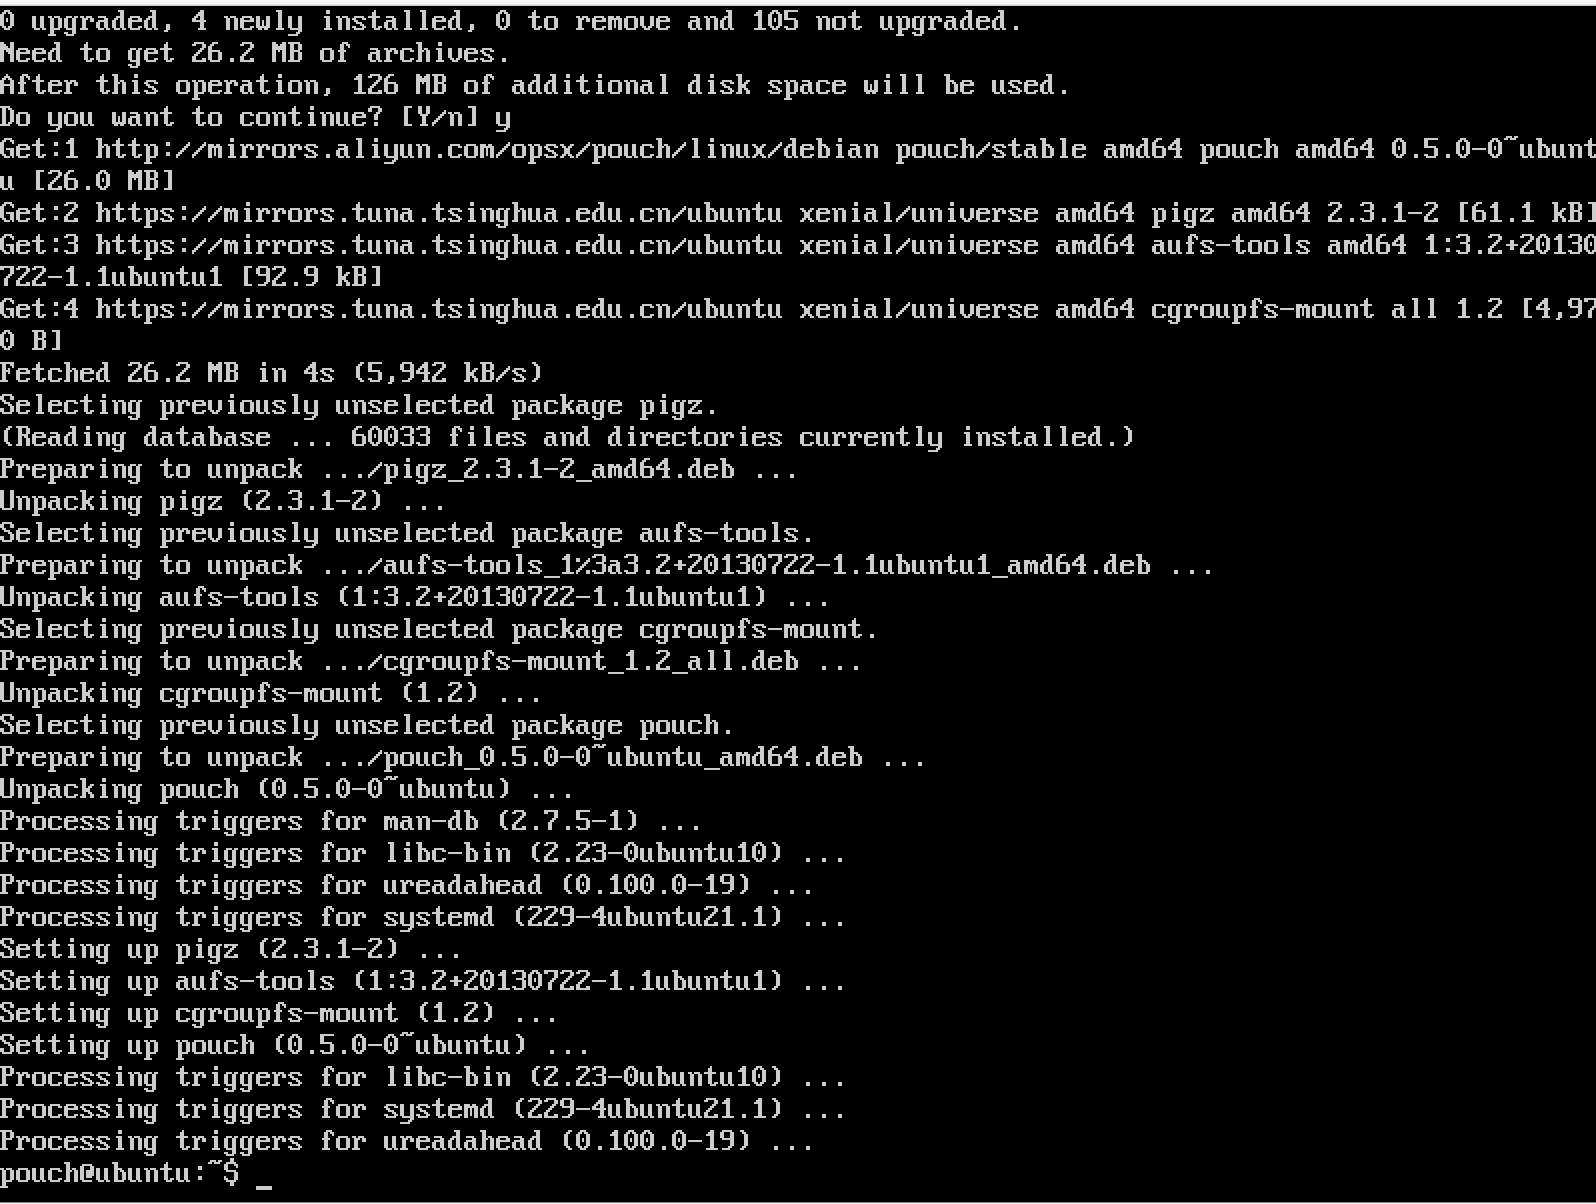 0 upgraded, 4 newly installed, 0 to remove and 105 not upgraded.
Need to get 26.2 MB of archives.
After this operation, 126 MB of additional disk space will be used.
Do you want to continue? [Y/n] y
Get:1 http://mirrors.aliyun.com/opsx/pouch/linux/debian pouch/stable amd64 pouch amd64 0.5.0-0~ubunt
u [26.0 MB]
Get:2 https://mirrors.tuna.tsinghua.edu.cn/ubuntu xenial/universe amd64 pigz amd64 2.3.1-2 [61.1 kB]
Get:3 https://mirrors.tuna.tsinghua.edu.cn/ubuntu xenial/universe amd64 aufs-tools amd64 1:3.2+20130
722-1.1ubuntu1 [92.9 kB]
Get:4 https://mirrors.tuna.tsinghua.edu.cn/ubuntu xenial/universe amd64 cgroupfs-mount all 1.2 [4,97
0 B]
Fetched 26.2 MB in 4s (5,942 kB/s)
Selecting previously unselected package pigz.
(Reading database ... 60033 files and directories currently installed.)
Preparing to unpack .../pigz_2.3.1-2_amd64.deb ...
Unpacking pigz (2.3.1-2) ...
Selecting previously unselected package aufs-tools.
Preparing to unpack .../aufs-tools_1%3a3.2+20130722-1.1ubuntu1_amd64.deb ...
Unpacking aufs-tools (1:3.2+20130722-1.1ubuntu1) ...
Selecting previously unselected package cgroupfs-mount.
Preparing to unpack .../cgroupfs-mount_1.2_all.deb ...
Unpacking cgroupfs-mount (1.2) ...
Selecting previously unselected package pouch.
Preparing to unpack .../pouch_0.5.0-0~ubuntu_amd64.deb ...
Unpacking pouch (0.5.0-0~ubuntu) ...
Processing triggers for man-db (2.7.5-1) ...
Processing triggers for libc-bin (2.23-0ubuntu10) ...
Processing triggers for ureadahead (0.100.0-19) ...
Processing triggers for systemd (229-4ubuntu21.1) ...
Setting up pigz (2.3.1-2) ...
Setting up aufs-tools (1:3.2+20130722-1.1ubuntu1) ...
Setting up cgroupfs-mount (1.2) ...
Setting up pouch (0.5.0-0~ubuntu) ...
Processing triggers for libc-bin (2.23-0ubuntu10) ...
Processing triggers for systemd (229-4ubuntu21.1) ...
Processing triggers for ureadahead (0.100.0-19) ...
pouch@ubuntu:~$ _